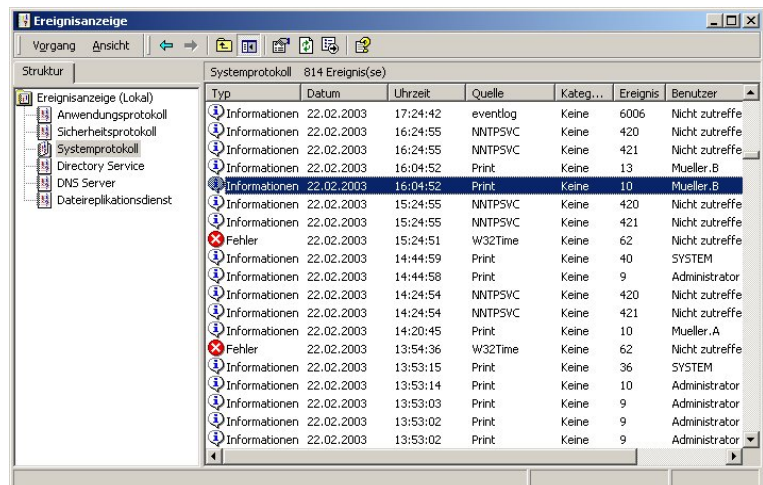 Ereignisanzeige
Vorgang Ansicht
Struktur
Systemprotokoll 814 Ereignis(se)
Ereignisanzeige (Lokal)
Anwendungsprotokoll
Sicherheitsprotokoll
Systemprotokoll
Directory Service
DNS Server
Dateireplikationsdienst
Typ Datum Uhrzeit Quelle Kateg... Ereignis Benutzer
Informationen 22.02.2003 17:24:42 eventlog Keine 6006 Nicht zutreffe
Informationen 22.02.2003 16:24:55 NNTPSVC Keine 420 Nicht zutreffe
Informationen 22.02.2003 16:24:55 NNTPSVC Keine 421 Nicht zutreffe
Informationen 22.02.2003 16:04:52 Print Keine 13 Mueller.B
Informationen 22.02.2003 16:04:52 Print Keine 10 Mueller.B
Informationen 22.02.2003 15:24:55 NNTPSVC Keine 420 Nicht zutreffe
Informationen 22.02.2003 15:24:55 NNTPSVC Keine 421 Nicht zutreffe
Fehler 22.02.2003 15:24:51 W32Time Keine 62 Nicht zutreffe
Informationen 22.02.2003 14:44:59 Print Keine 40 SYSTEM
Informationen 22.02.2003 14:44:58 Print Keine 9 Administrator
Informationen 22.02.2003 14:24:54 NNTPSVC Keine 420 Nicht zutreffe
Informationen 22.02.2003 14:24:54 NNTPSVC Keine 421 Nicht zutreffe
Informationen 22.02.2003 14:20:45 Print Keine 10 Mueller.A
Fehler 22.02.2003 13:54:36 W32Time Keine 62 Nicht zutreffe
Informationen 22.02.2003 13:53:15 Print Keine 36 SYSTEM
Informationen 22.02.2003 13:53:14 Print Keine 10 Administrator
Informationen 22.02.2003 13:53:03 Print Keine 9 Administrator
Informationen 22.02.2003 13:53:02 Print Keine 9 Administrator
Informationen 22.02.2003 13:53:02 Print Keine 9 Administrator